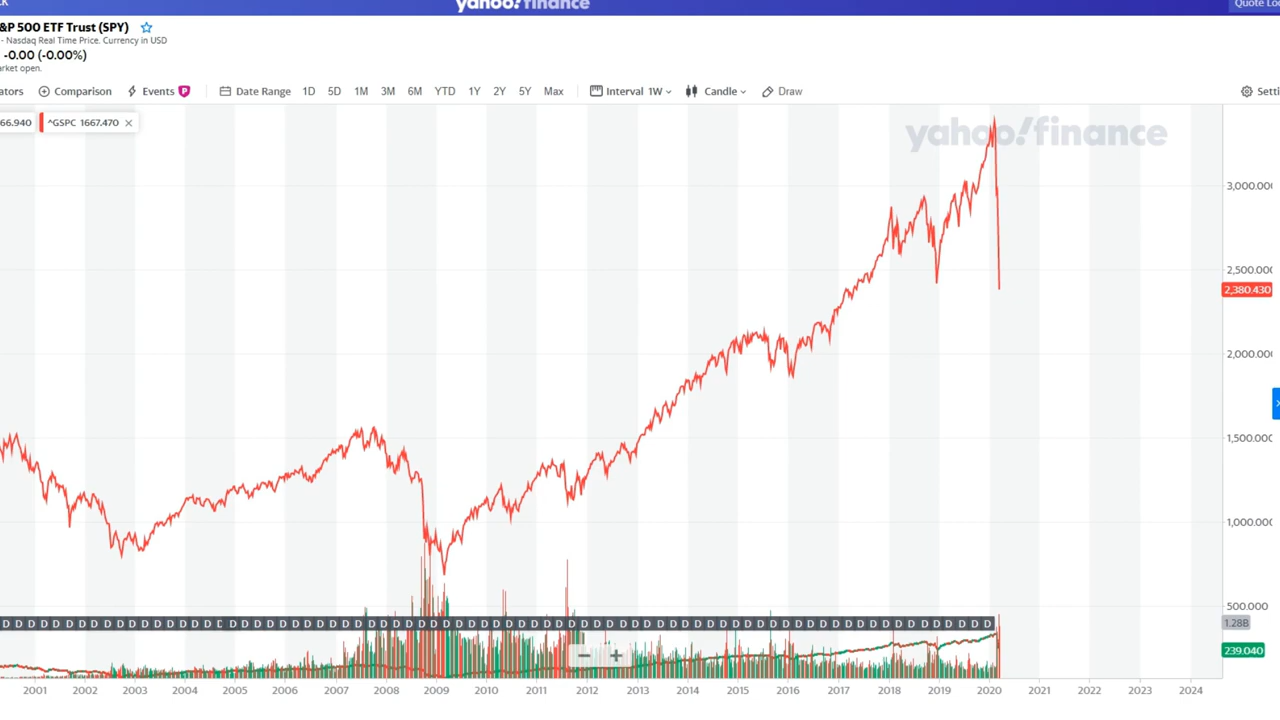 CK
yahoo!finance
Quote Loo
&P 500 ETF Trust (SPY)
- Nasdaq Real Time Price. Currency in USD
-0.00 (-0.00%)
arket open.
ators Comparison Events P Date Range 1D 5D 1M 3M 6M YTD 1Y 2Y 5Y Max Interval 1W Candle Draw Setti
66.940 ^GSPC 1667.470
yahoo!finance
3,000.000
2,500.000
2,380.430
2,000.000
1,500.000
1,000.000
500.000
D D D D D D D D D D D D D D D D D D D D D D D D D D D D D D D D D D D D D D D D D D D D D D D D D D D D D D D D D D D D D D D D D D D D D D D D D D D D D D D
1.28B
239.040
2001 2002 2003 2004 2005 2006 2007 2008 2009 2010 2011 2012 2013 2014 2015 2016 2017 2018 2019 2020 2021 2022 2023 2024